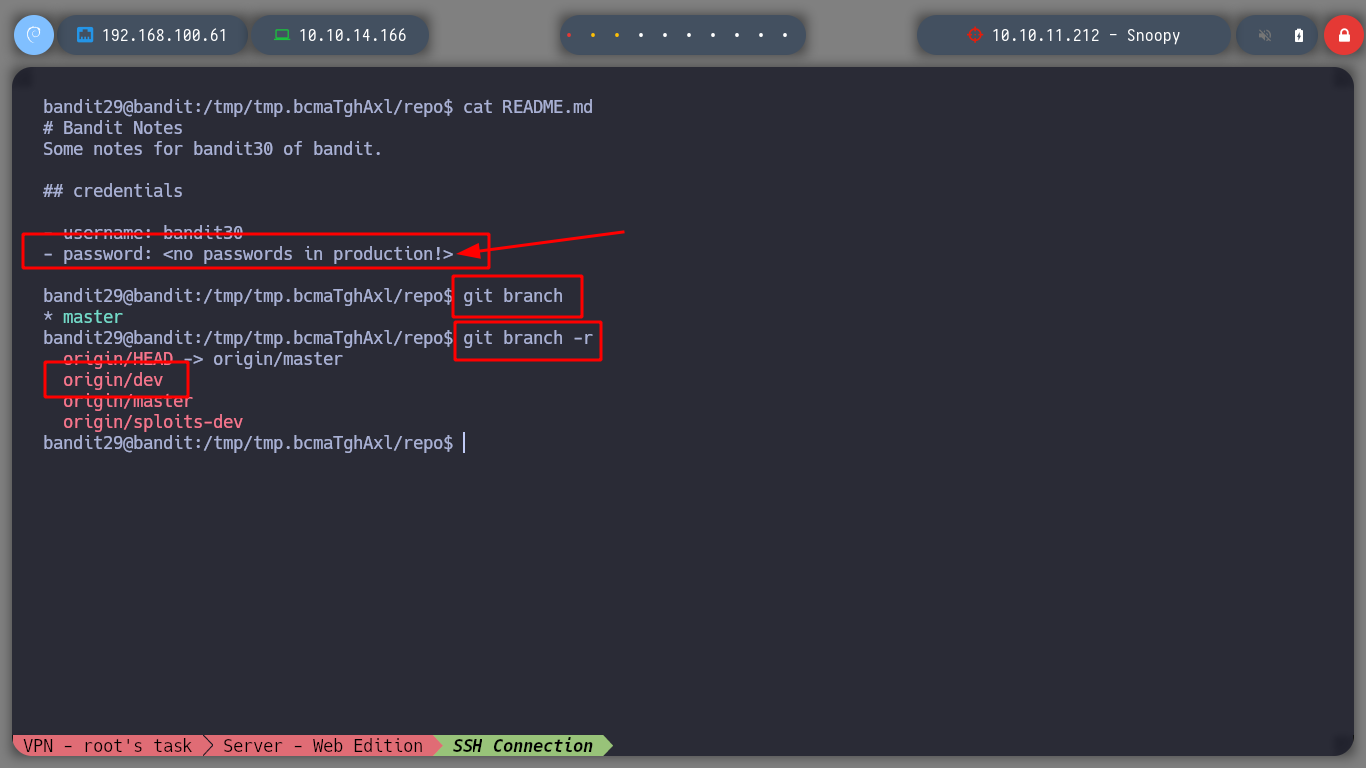 192.168.100.61
10.10.14.166
10.10.11.212 - Snoopy
bandit29@bandit:/tmp/tmp.bcmaTghAxl/repo$ cat README.md
# Bandit Notes
Some notes for bandit30 of bandit.
## credentials
- username: bandit30
- password: <no passwords in production!>
bandit29@bandit:/tmp/tmp.bcmaTghAxl/repo$ git branch
* master
bandit29@bandit:/tmp/tmp.bcmaTghAxl/repo$ git branch -r
origin/HEAD -> origin/master
origin/dev
origin/master
origin/sploits-dev
bandit29@bandit:/tmp/tmp.bcmaTghAxl/repo$
VPN - root's task
Server - Web Edition
SSH Connection